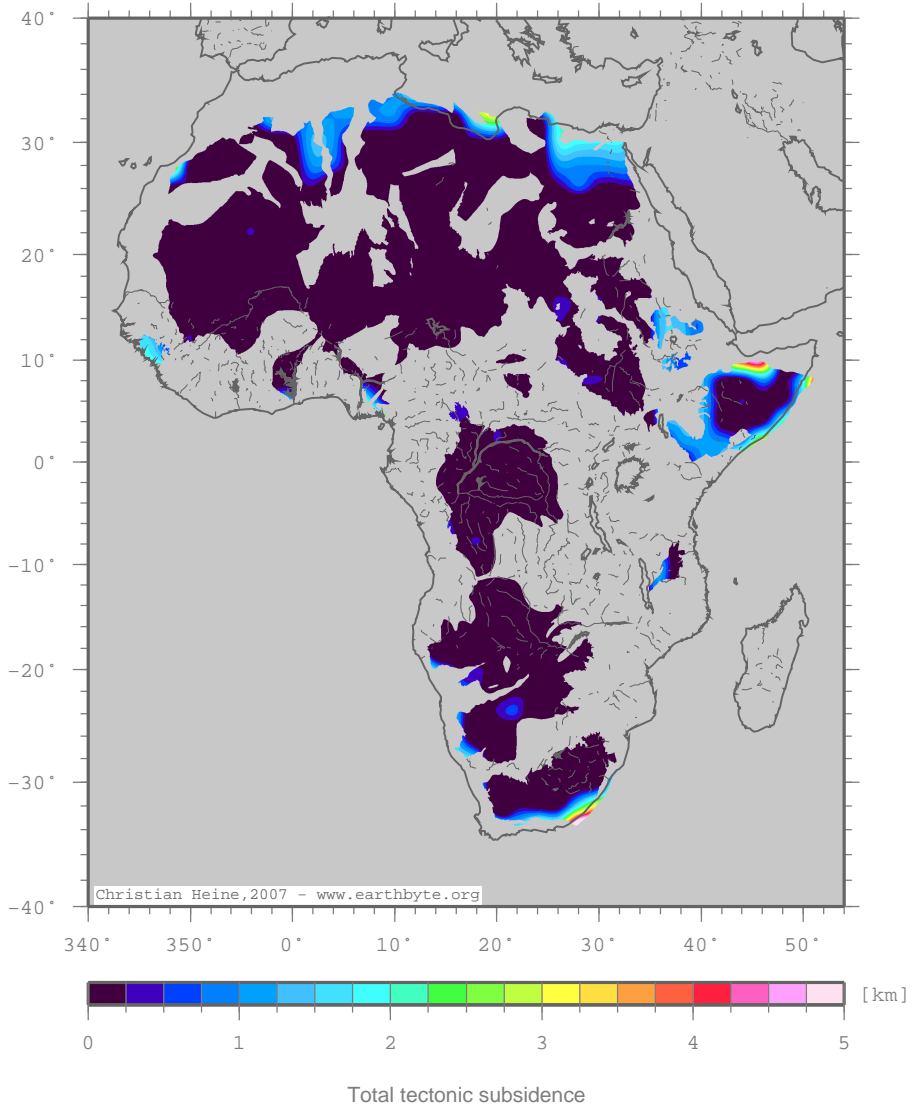 40°
30°
20°
10°
0°
−10°
−20°
−30°
−40°
Christian Heine,2007 - www.earthbyte.org
340° 350° 0° 10° 20° 30° 40° 50°
[km]
0 1 2 3 4 5
Total tectonic subsidence